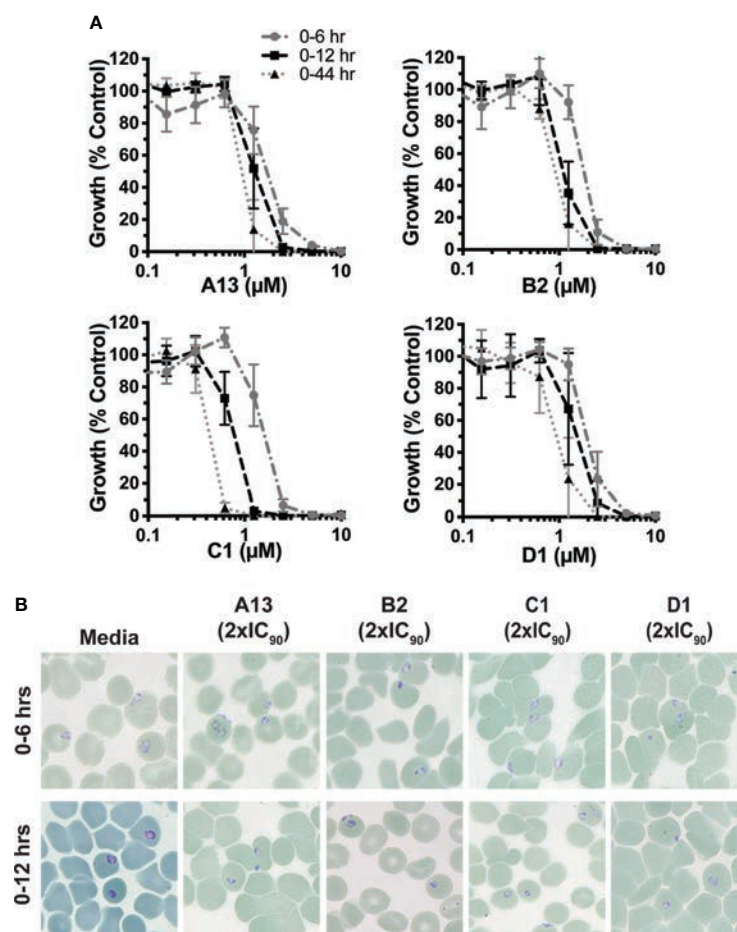 A
0-6 hr
0-12 hr
0-44 hr
Growth (% Control)
120
100
80
60
40
20
0
0.1 1 10
A13 (µM)
Growth (% Control)
120
100
80
60
40
20
0
0.1 1 10
B2 (µM)
Growth (% Control)
120
100
80
60
40
20
0
0.1 1 10
C1 (µM)
Growth (% Control)
120
100
80
60
40
20
0
0.1 1 10
D1 (µM)
B
Media
A13
(2xIC90)
B2
(2xIC90)
C1
(2xIC90)
D1
(2xIC90)
0-6 hrs
0-12 hrs